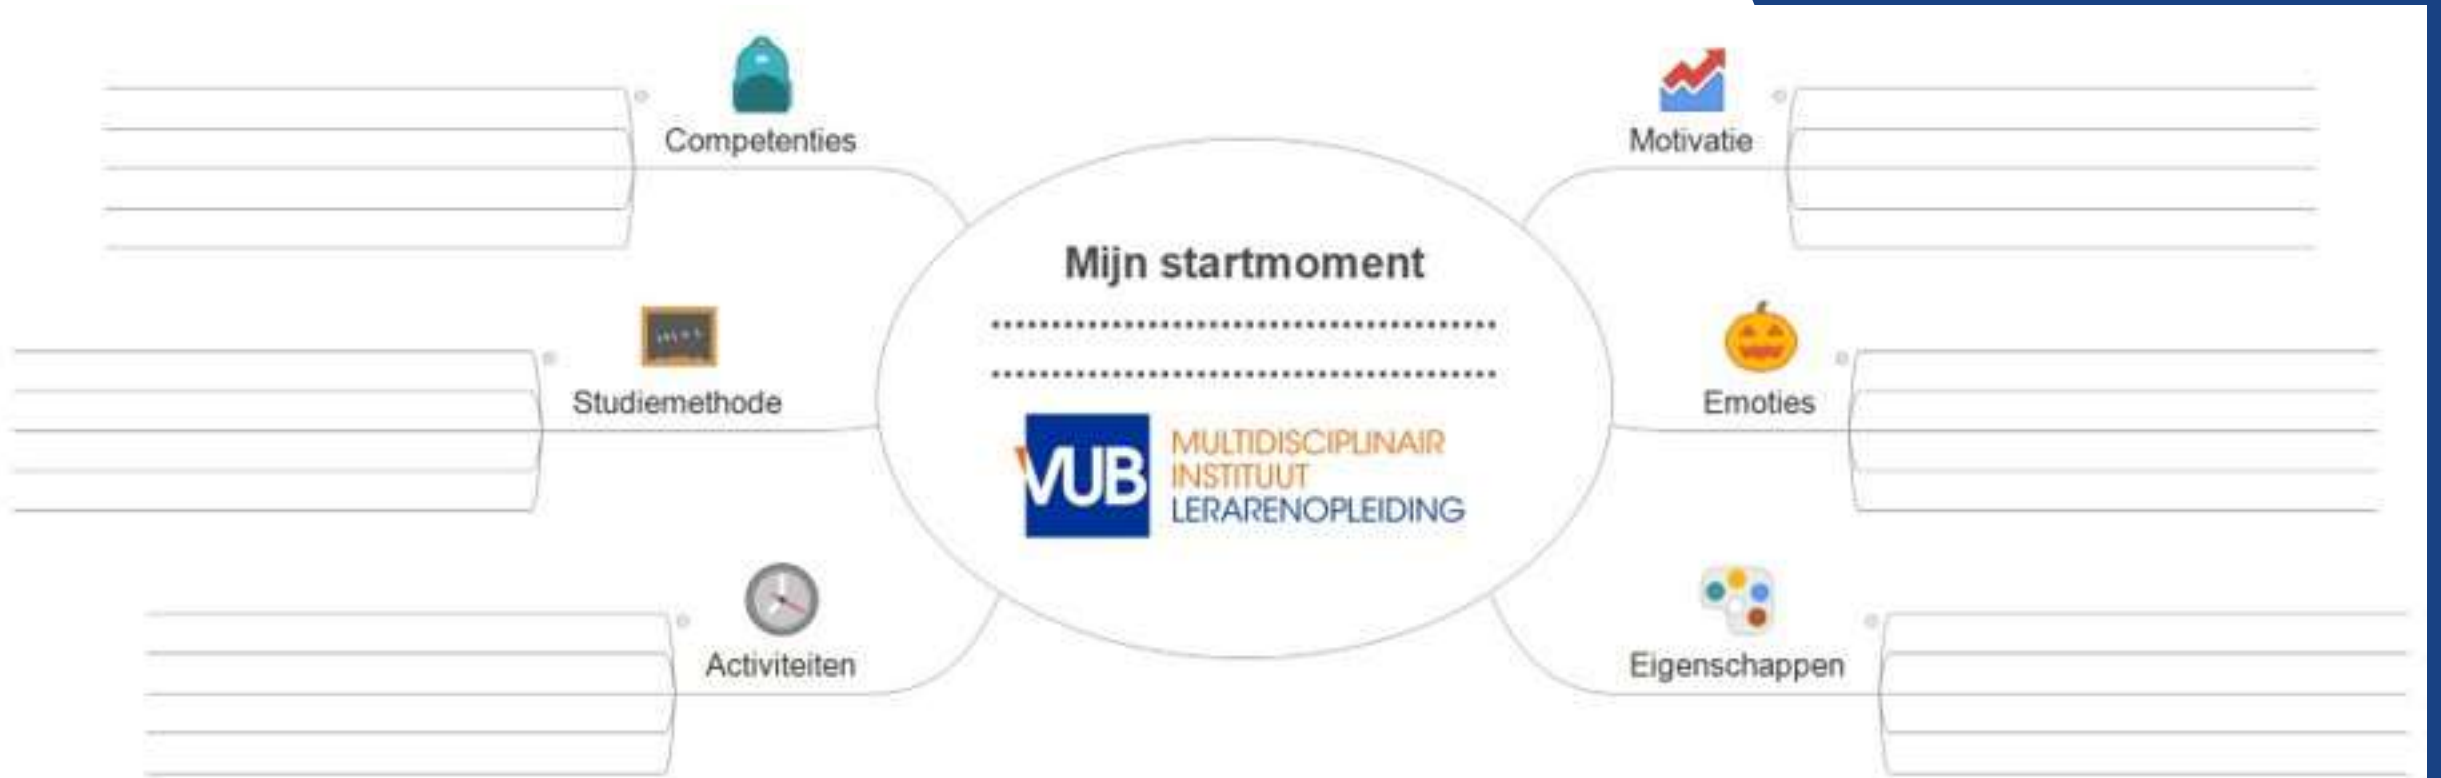 Competenties
Motivatie
Mijn startmoment
Studiemethode
Emoties
VUB
MULTIDISCIPLINAIR
INSTITUUT
LERARENOPLEIDING
Activiteiten
Eigenschappen